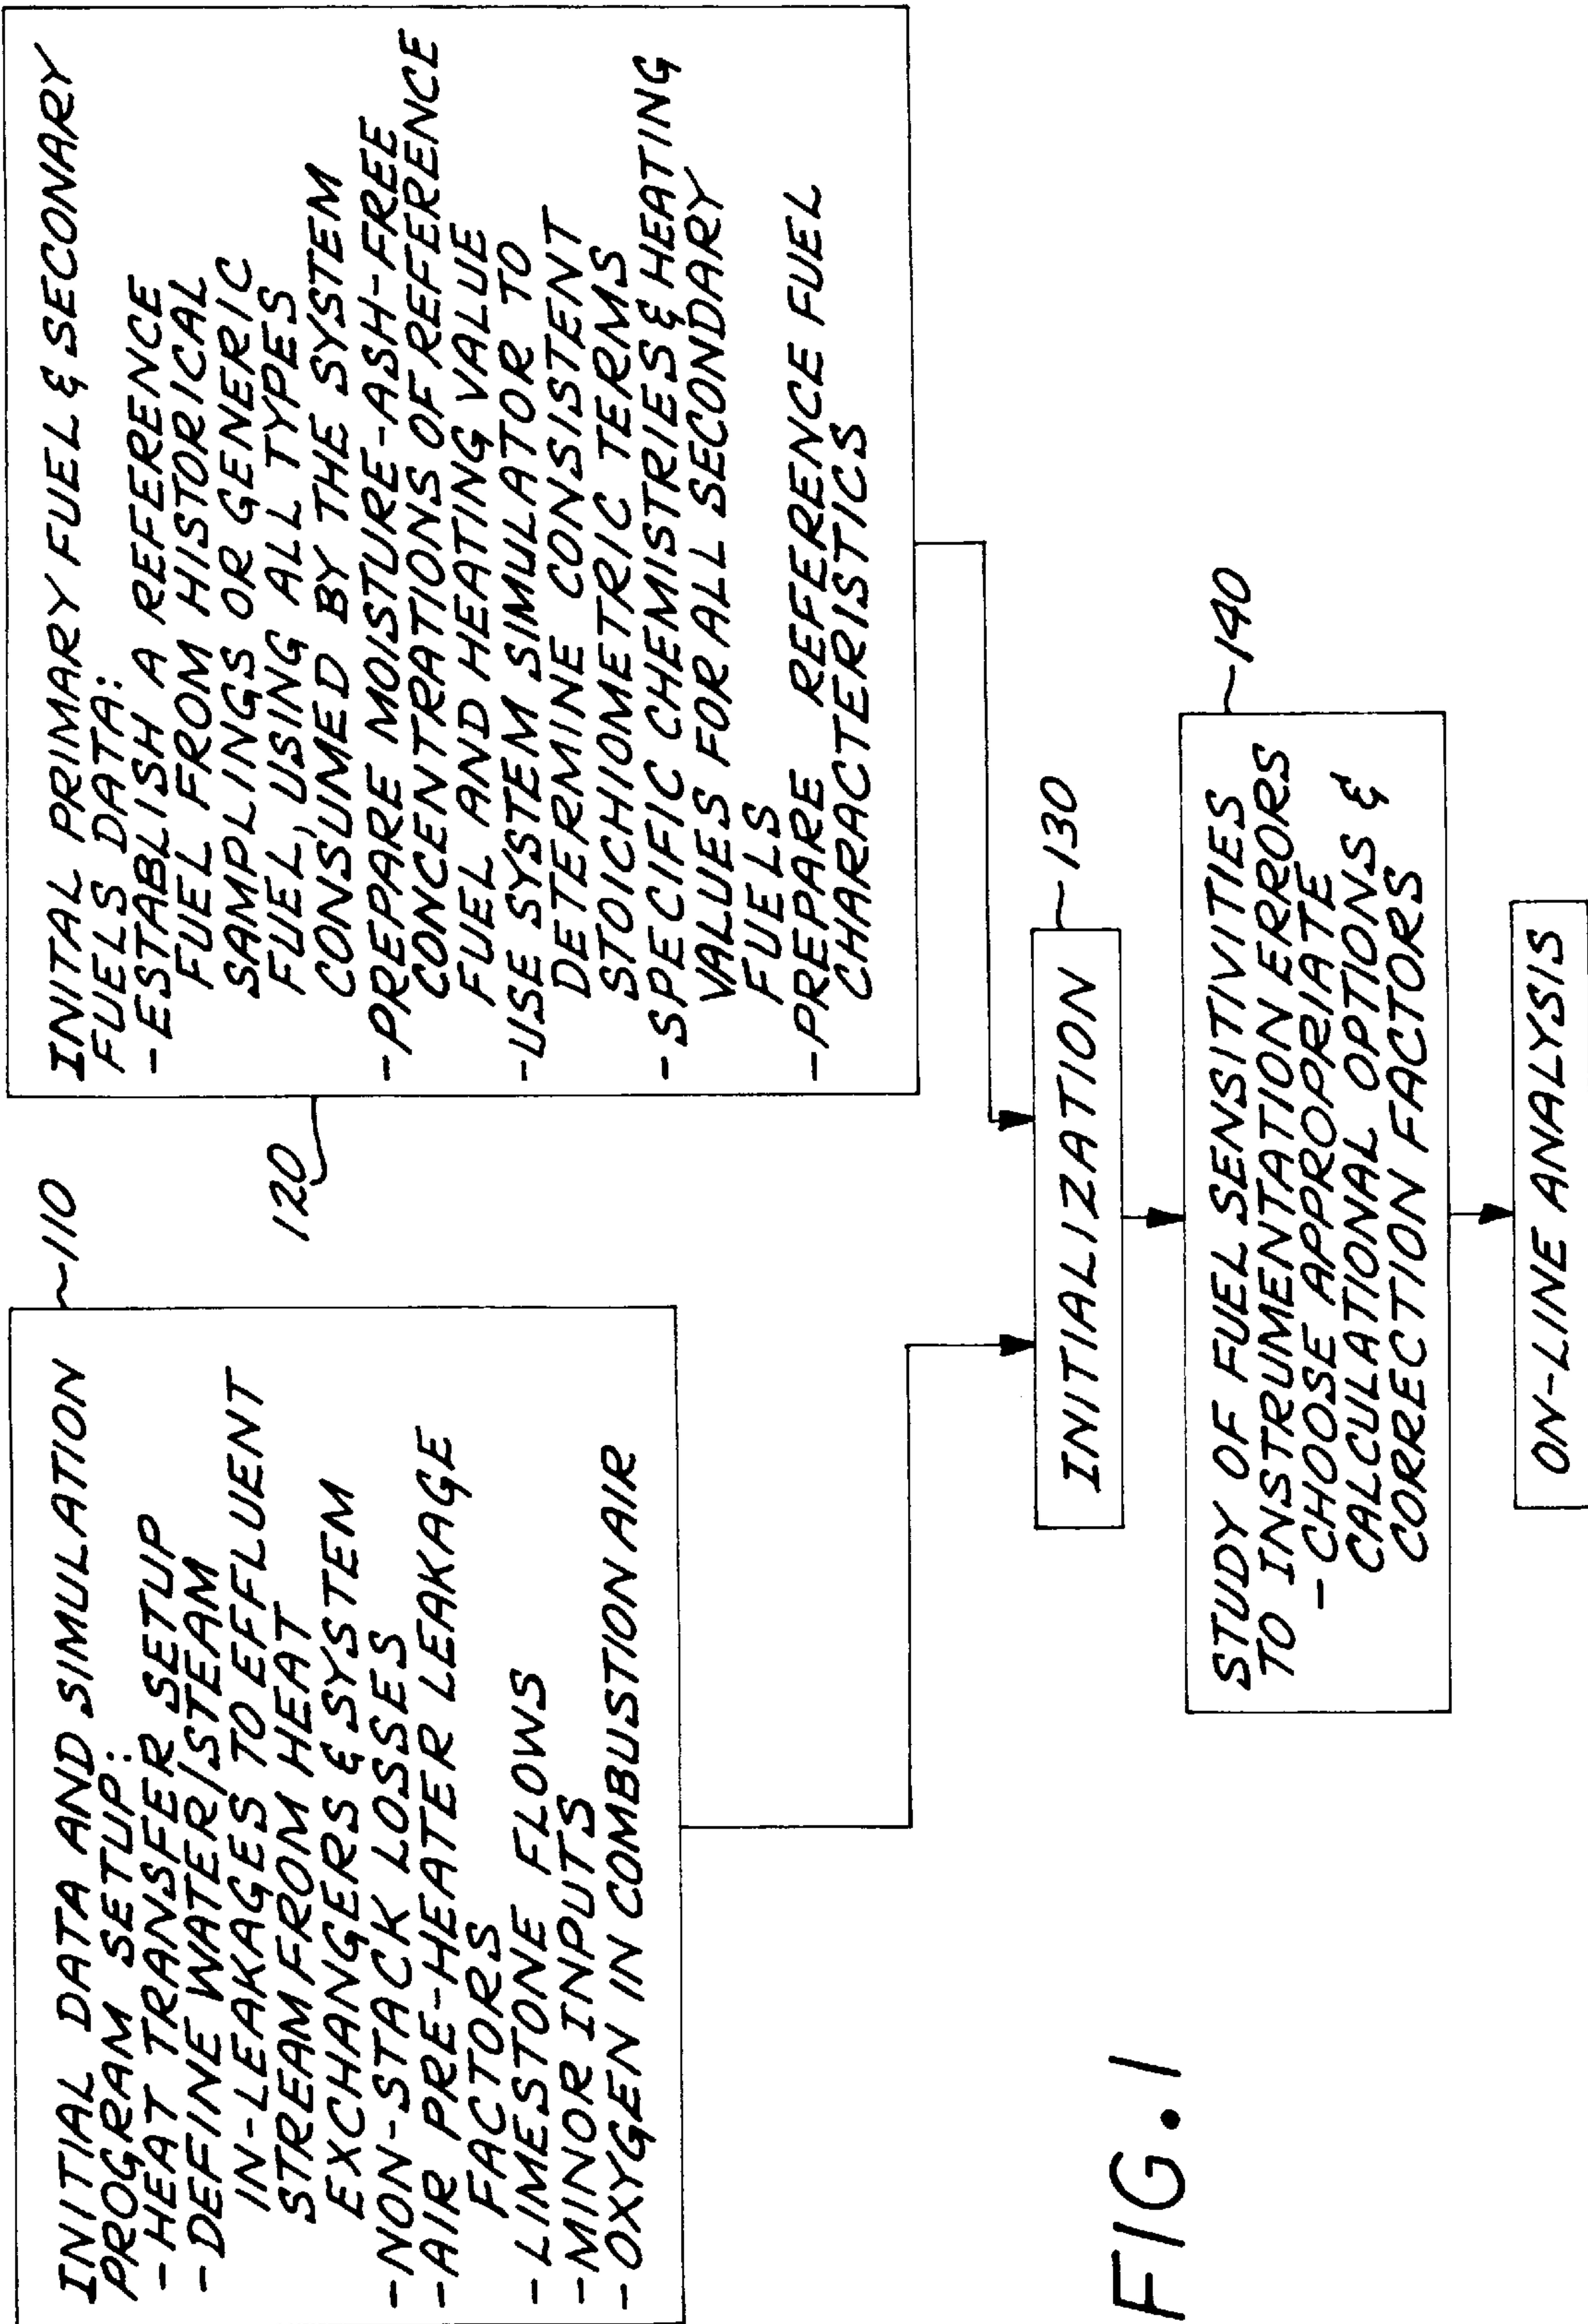 INITIAL DATA AND SIMULATION
PROGRAM SETUP:
-HEAT TRANSFER SETUP
-DEFINE WATER/STEAM
IN-LEAKAGES TO EFFLUENT
STREAM FROM HEAT
EXCHANGERS & SYSTEM
-NON-STACK LOSSES
-AIR PRE-HEATER LEAKAGE
FACTORS
-LIMESTONE FLOWS
-MINOR INPUTS
-OXYGEN IN COMBUSTION AIR
110
INITAL PRIMARY FUEL & SECONARY
FUELS DATA:
-ESTABLISH A REFERENCE
FUEL FROM HISTORICAL
SAMPLINGS OR GENERIC
FUEL, USING ALL TYPES
CONSUMED BY THE SYSTEM
-PREPARE MOISTURE-ASH-FREE
CONCENTRATIONS OF REFERENCE
FUEL AND HEATING VALUE
-USE SYSTEM SIMULATOR TO
DETERMINE CONSISTENT
STOICHIOMETRIC TERMS
-SPECIFIC CHEMISTRIES & HEATING
VALUES FOR ALL SECONDARY
FUELS
-PREPARE REFERENCE FUEL
CHARACTERISTICS
120
INITIALIZATION
130
STUDY OF FUEL SENSITIVITIES
TO INSTRUMENTATION ERRORS
-CHOOSE APPROPRIATE
CALCULATIONAL OPTIONS &
CORRECTION FACTORS
140
ON-LINE ANALYSIS
FIG. 1